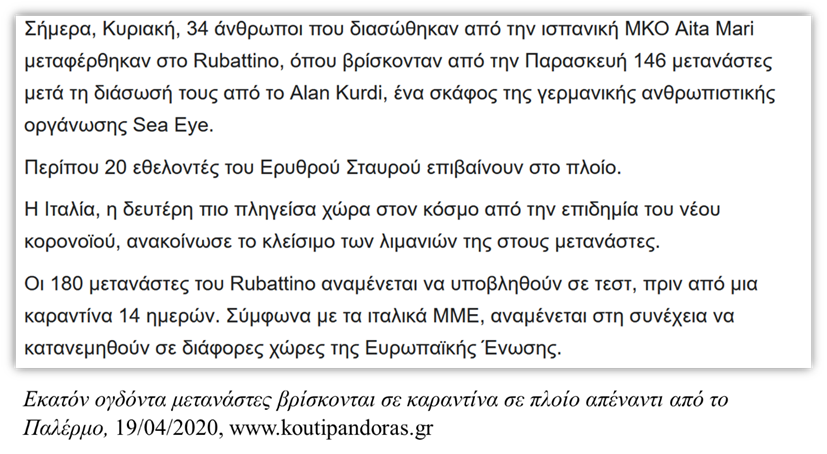 Σήμερα, Κυριακή, 34 άνθρωποι που διασώθηκαν από την ισπανική ΜΚΟ Aita Mari
μεταφέρθηκαν στο Rubattino, όπου βρίσκονταν από την Παρασκευή 146 μετανάστες
μετά τη διάσωσή τους από το Alan Kurdi, ένα σκάφος της γερμανικής ανθρωπιστικής
οργάνωσης Sea Eye.
Περίπου 20 εθελοντές του Ερυθρού Σταυρού επιβαίνουν στο πλοίο.
Η Ιταλία, η δευτέρη πιο πληγείσα χώρα στον κόσμο από την επιδημία του νέου
κορονοϊού, ανακοίνωσε το κλείσιμο των λιμανιών της στους μετανάστες.
Οι 180 μετανάστες του Rubattino αναμένεται να υποβληθούν σε τεστ, πριν από μια
καραντίνα 14 ημερών. Σύμφωνα με τα ιταλικά ΜΜΕ, αναμένεται στη συνέχεια να
κατανεμηθούν σε διάφορες χώρες της Ευρωπαϊκής Ένωσης.
Εκατόν ογδόντα μετανάστες βρίσκονται σε καραντίνα σε πλοίο απέναντι από το
Παλέρμο, 19/04/2020, www.koutipandoras.gr